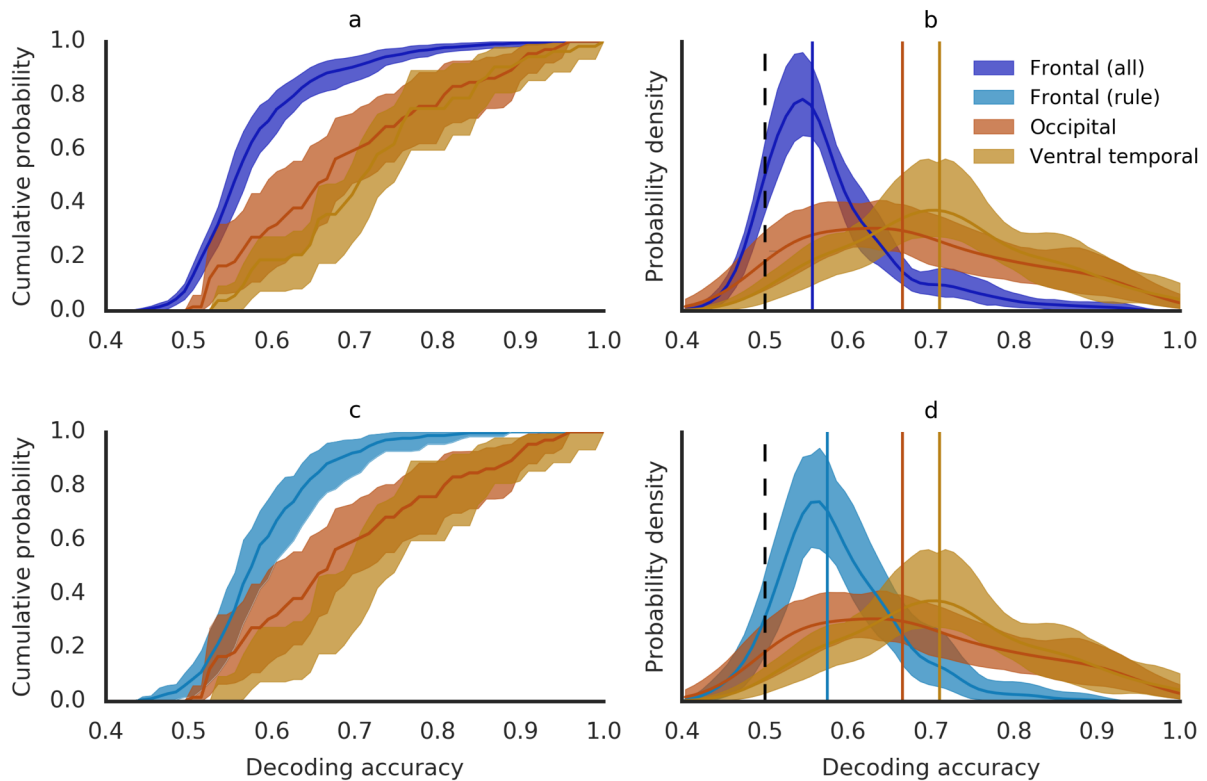 a
b
Cumulative probability
1.0
0.8
0.6
0.4
0.2
0.0
0.4 0.5 0.6 0.7 0.8 0.9 1.0
Probability density
Frontal (all)
Frontal (rule)
Occipital
Ventral temporal
0.4 0.5 0.6 0.7 0.8 0.9 1.0
c
d
Cumulative probability
1.0
0.8
0.6
0.4
0.2
0.0
0.4 0.5 0.6 0.7 0.8 0.9 1.0
Decoding accuracy
Probability density
0.4 0.5 0.6 0.7 0.8 0.9 1.0
Decoding accuracy